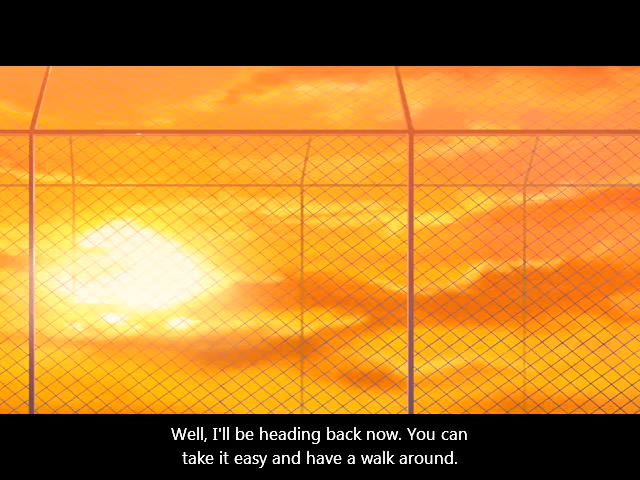 Well, I'll be heading back now. You can
take it easy and have a walk around.